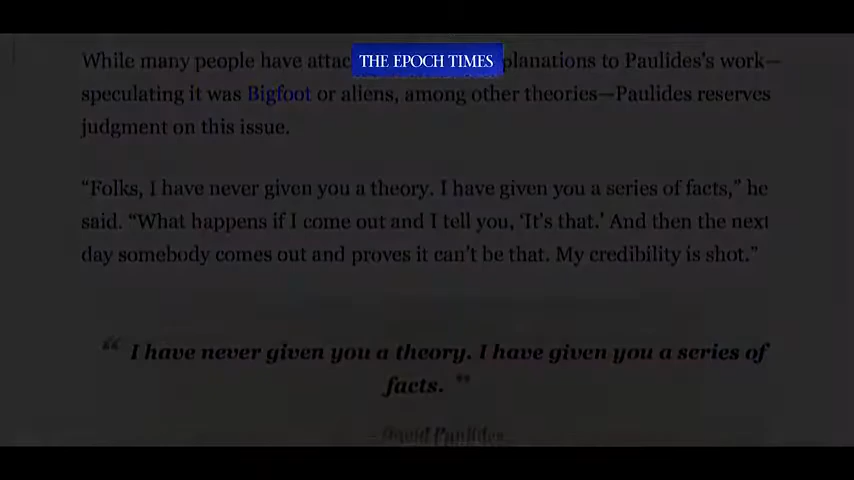 While many people have attac THE EPOCH TIMES planations to Paulides's work—
speculating it was Bigfoot or aliens, among other theories—Paulides reserves
judgment on this issue.
“Folks, I have never given you a theory. I have given you a series of facts,” he
said. “What happens if I come out and I tell you, ‘It's that.’ And then the next
day somebody comes out and proves it can't be that. My credibility is shot.”
“ I have never given you a theory. I have given you a series of
facts. ”
– David Paulides